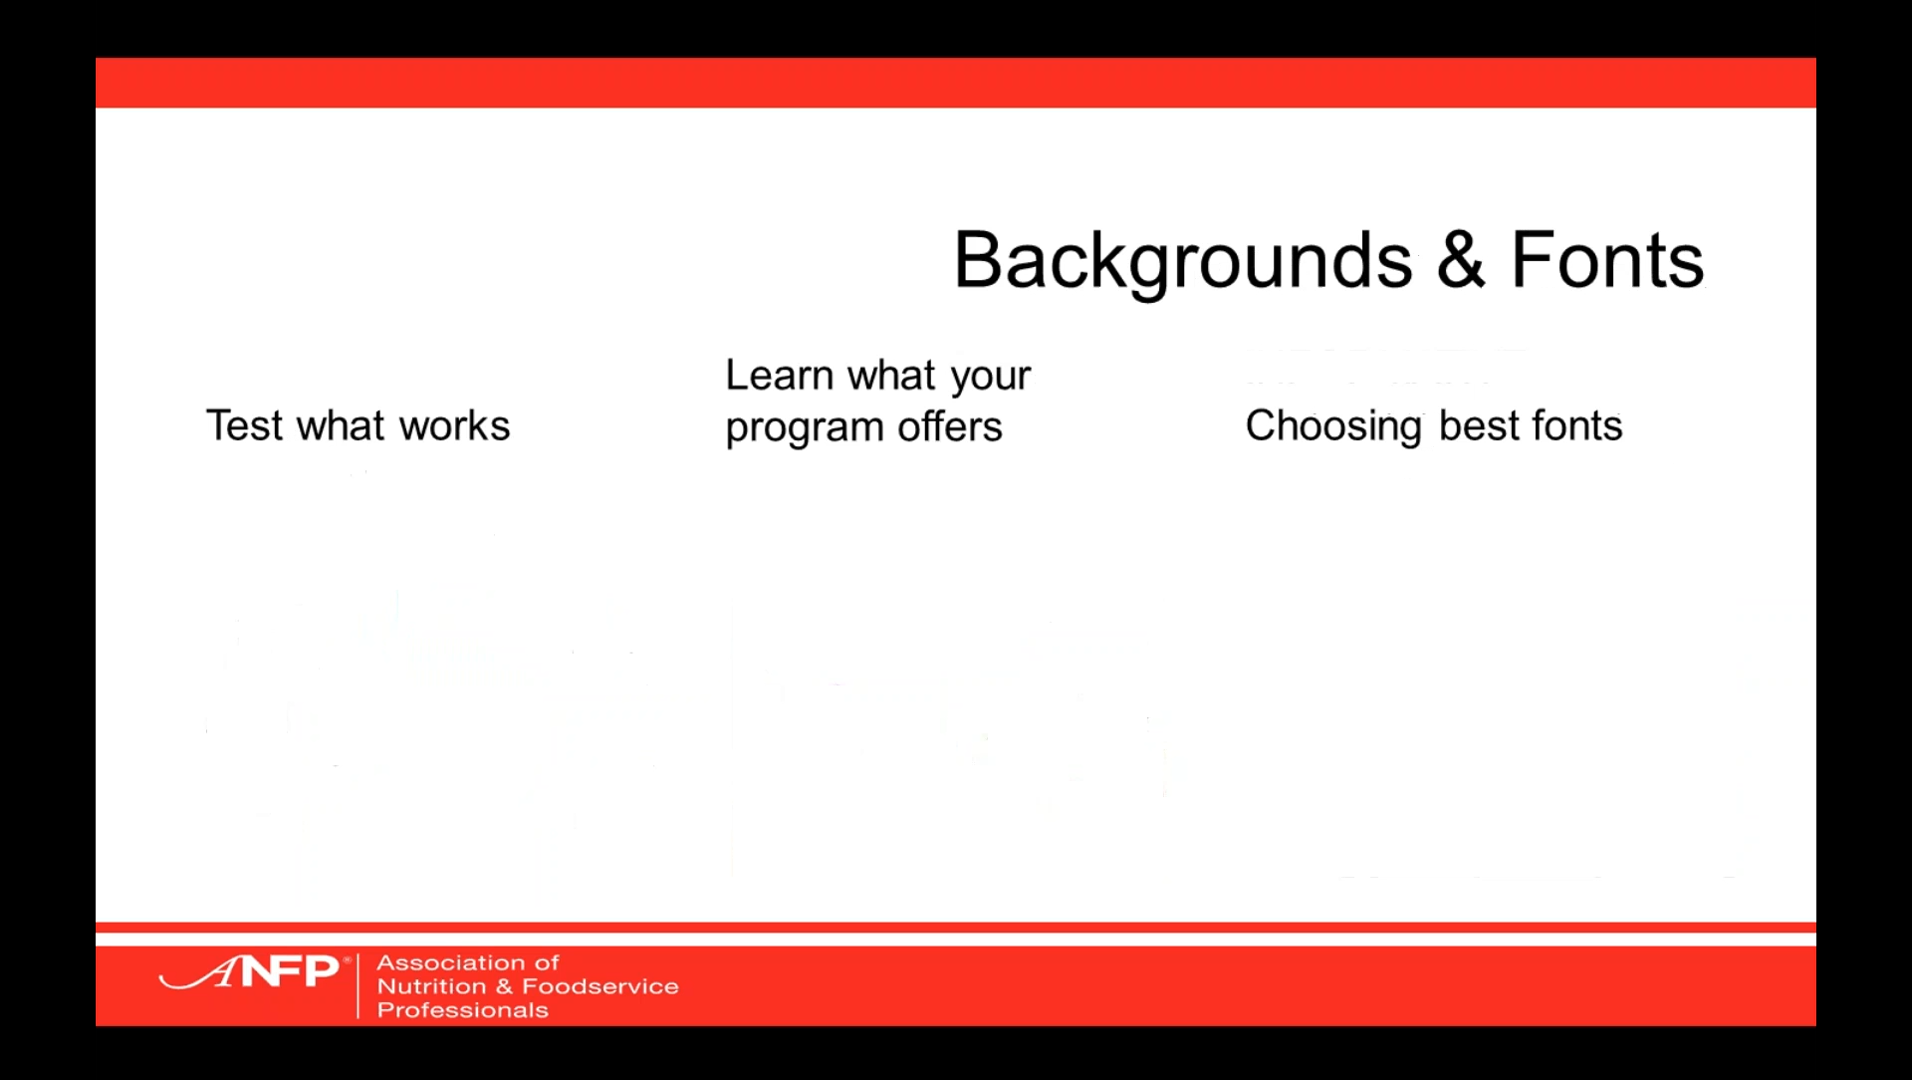 Backgrounds & Fonts
Test what works
Learn what your
program offers
Choosing best fonts
ANFP®
Association of
Nutrition & Foodservice
Professionals